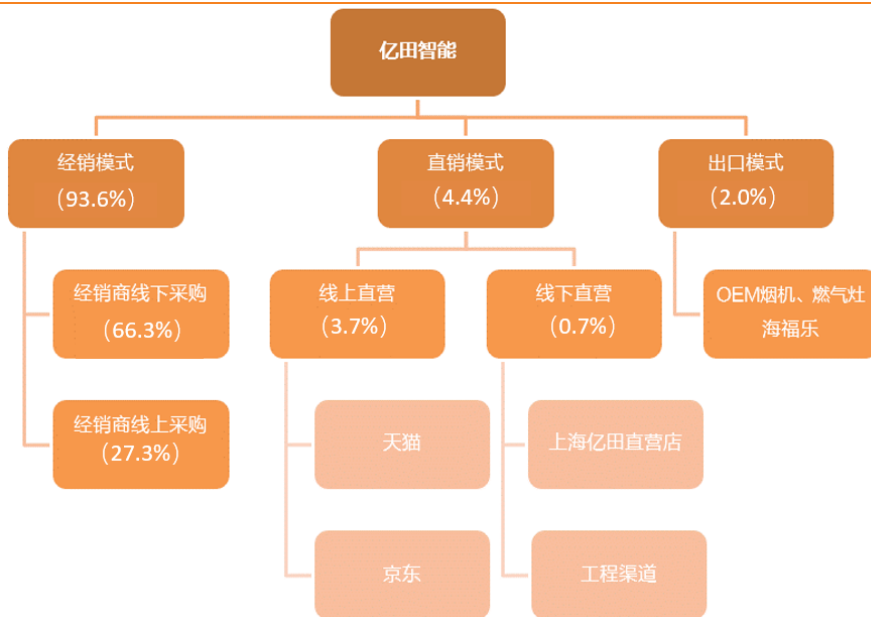 亿田智能
经销模式
（93.6%）
直销模式
（4.4%）
出口模式
（2.0%）
经销商线下采购
（66.3%）
线上直营
（3.7%）
线下直营
（0.7%）
OEM烟机、燃气灶
海福乐
经销商线上采购
（27.3%）
天猫
上海亿田直营店
京东
工程渠道